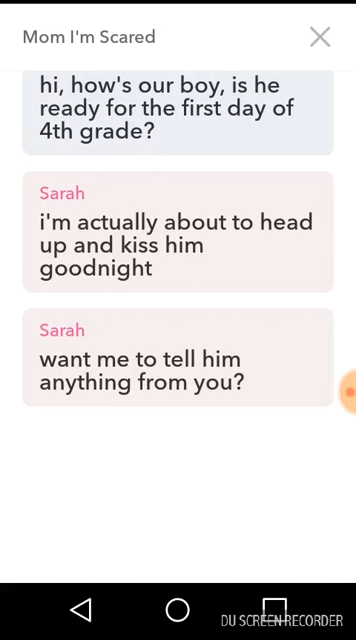 Mom I'm Scared
hi, how's our boy, is he
ready for the first day of
4th grade?
Sarah
i'm actually about to head
up and kiss him
goodnight
Sarah
want me to tell him
anything from you?
DU SCREEN RECORDER